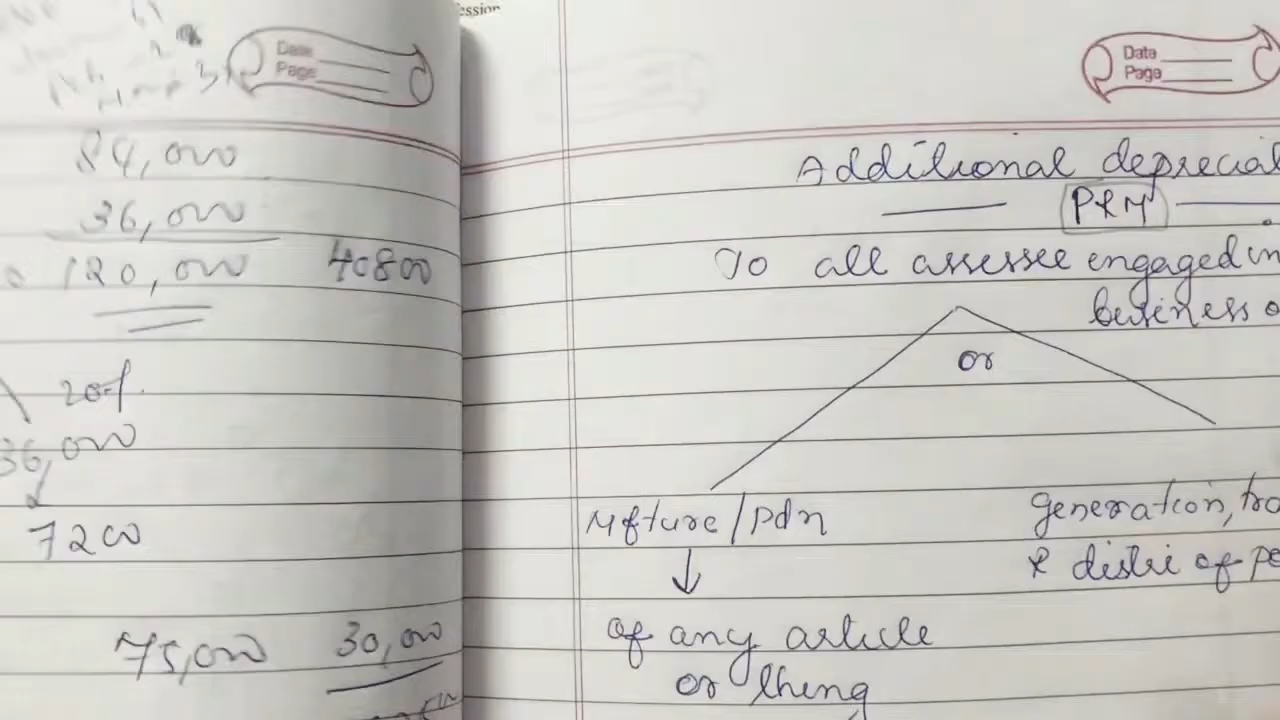 ession
Date
Page
84,000
36,000
120,000 40800
20%
36,000
7200
75,000 30,000
Date
Page
Additional depreciat
P&M
To all assessee engaged in
business o
or
Mfture/Pdn
Generation, tra
& distri of po
of any article
or thing